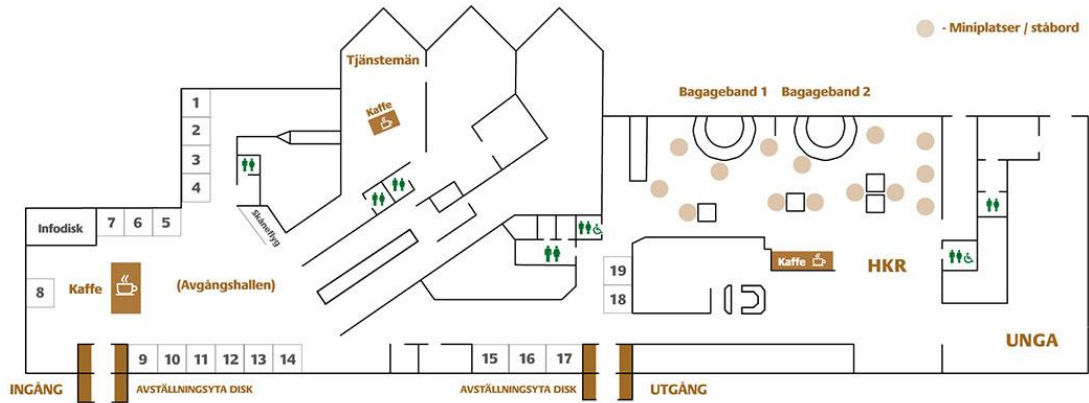 - Miniplatser / ståbord
Tjänstemän
Kaffe
Bagageband 1
Bagageband 2
1
2
3
4
7
6
5
Infodisk
Skåneflyg
8
Kaffe
(Avgångshallen)
19
18
Kaffe
HKR
UNGA
9
10
11
12
13
14
15
16
17
INGÅNG
AVSTÄLLNINGSYTA DISK
AVSTÄLLNINGSYTA DISK
UTGÅNG